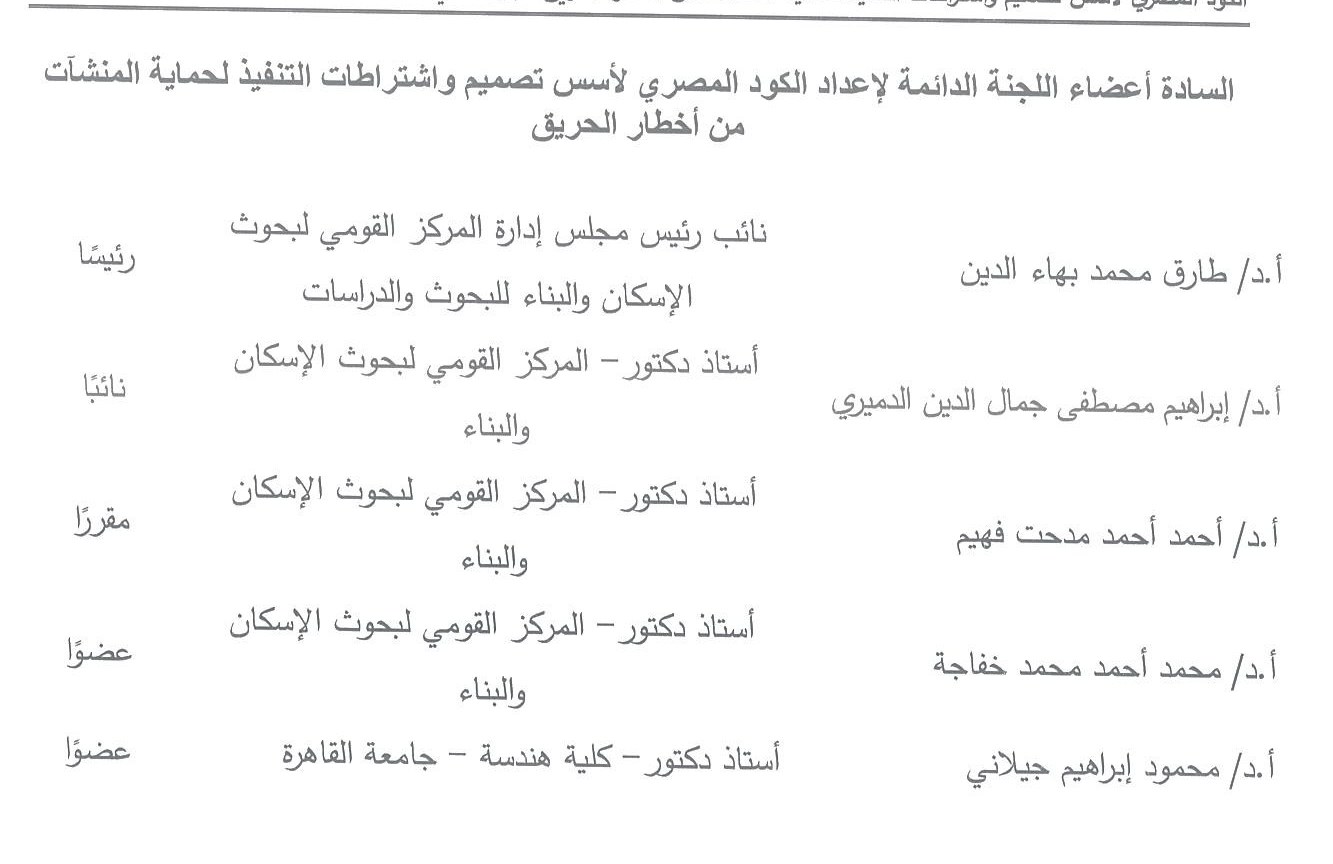 السادة أعضاء اللجنة الدائمة لإعداد الكود المصري لأسس تصميم واشتراطات التنفيذ لحماية المنشآت
من أخطار الحريق
أ.د/ طارق محمد بهاء الدين
نائب رئيس مجلس إدارة المركز القومي لبحوث
الإسكان والبناء للبحوث والدراسات
رئيسًا
أ.د/ إبراهيم مصطفى جمال الدين الدميري
أستاذ دكتور – المركز القومي لبحوث الإسكان
والبناء
نائبًا
أ.د/ أحمد أحمد مدحت فهيم
أستاذ دكتور – المركز القومي لبحوث الإسكان
والبناء
مقررًا
أ.د/ محمد أحمد محمد خفاجة
أستاذ دكتور – المركز القومي لبحوث الإسكان
والبناء
عضوًا
أ.د/ محمود إبراهيم جيلاني
أستاذ دكتور – كلية هندسة – جامعة القاهرة
عضوًا